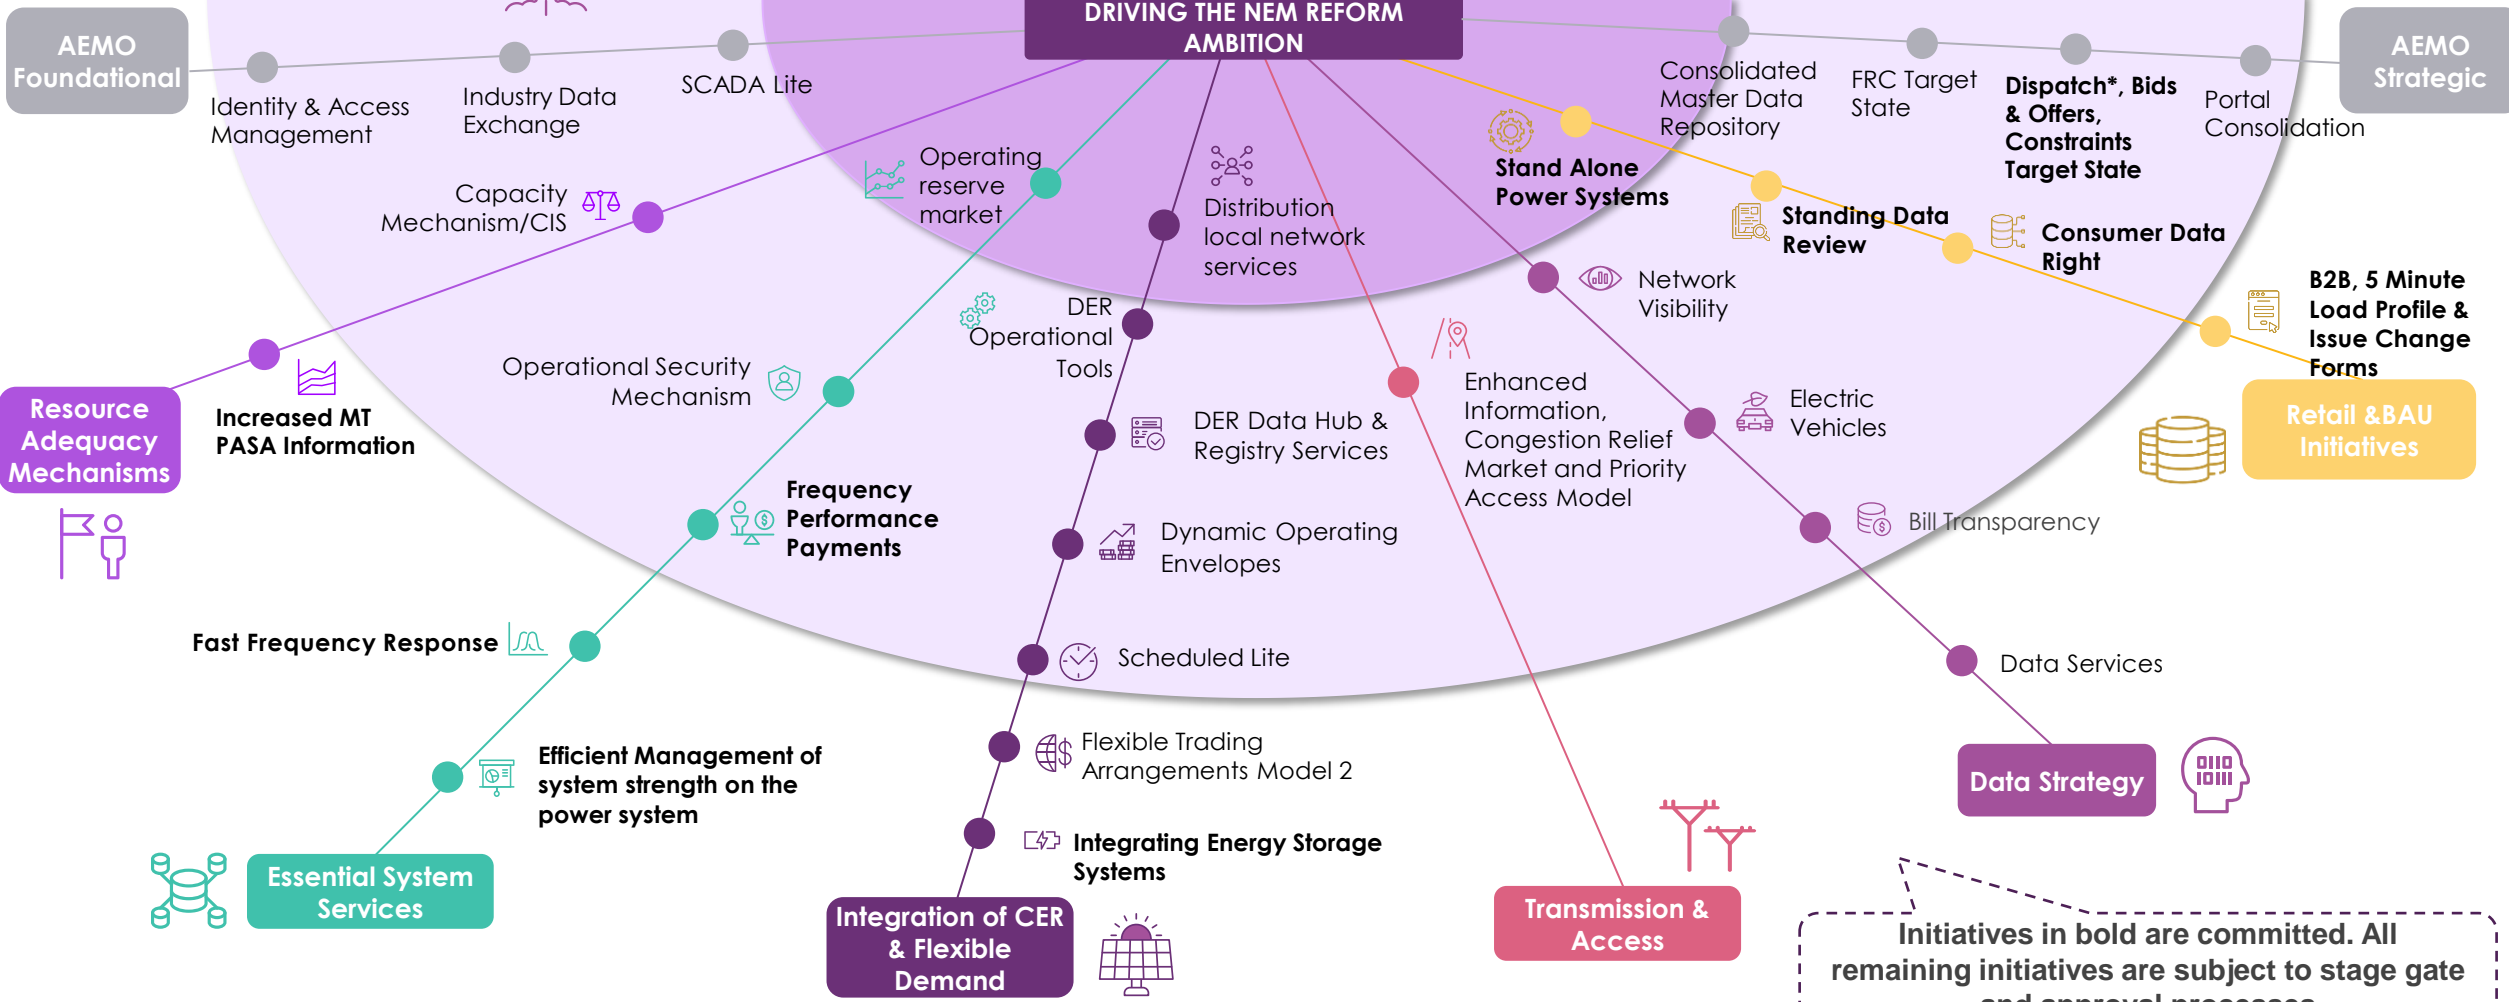 DRIVING THE NEM REFORM
AMBITION
AEMO
Foundational
AEMO
Strategic
Identity & Access
Management
Industry Data
Exchange
SCADA Lite
Consolidated
Master Data
Repository
FRC Target
State
Dispatch*, Bids
& Offers,
Constraints
Target State
Portal
Consolidation
Capacity
Mechanism/CIS
Increased MT
PASA Information
Resource
Adequacy
Mechanisms
Operating
reserve
market
Operational Security
Mechanism
Frequency
Performance
Payments
Fast Frequency Response
Efficient Management of
system strength on the
power system
Essential System
Services
Distribution
local network
services
DER
Operational
Tools
DER Data Hub &
Registry Services
Dynamic Operating
Envelopes
Scheduled Lite
Flexible Trading
Arrangements Model 2
Integrating Energy Storage
Systems
Integration of CER
& Flexible
Demand
Enhanced
Information,
Congestion Relief
Market and Priority
Access Model
Transmission &
Access
Network
Visibility
Electric
Vehicles
Bill Transparency
Data Services
Data Strategy
0110
1011
Stand Alone
Power Systems
Standing Data
Review
Consumer Data
Right
B2B, 5 Minute
Load Profile &
Issue Change
Forms
Retail &BAU
Initiatives
Initiatives in bold are committed. All
remaining initiatives are subject to stage gate
and approval processes